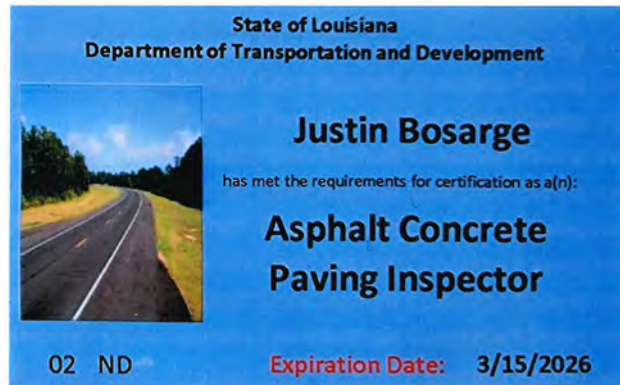 State of Louisiana
Department of Transportation and Development
Justin Bosarge
has met the requirements for certification as a(n):
Asphalt Concrete
Paving Inspector
02 ND
Expiration Date: 3/15/2026